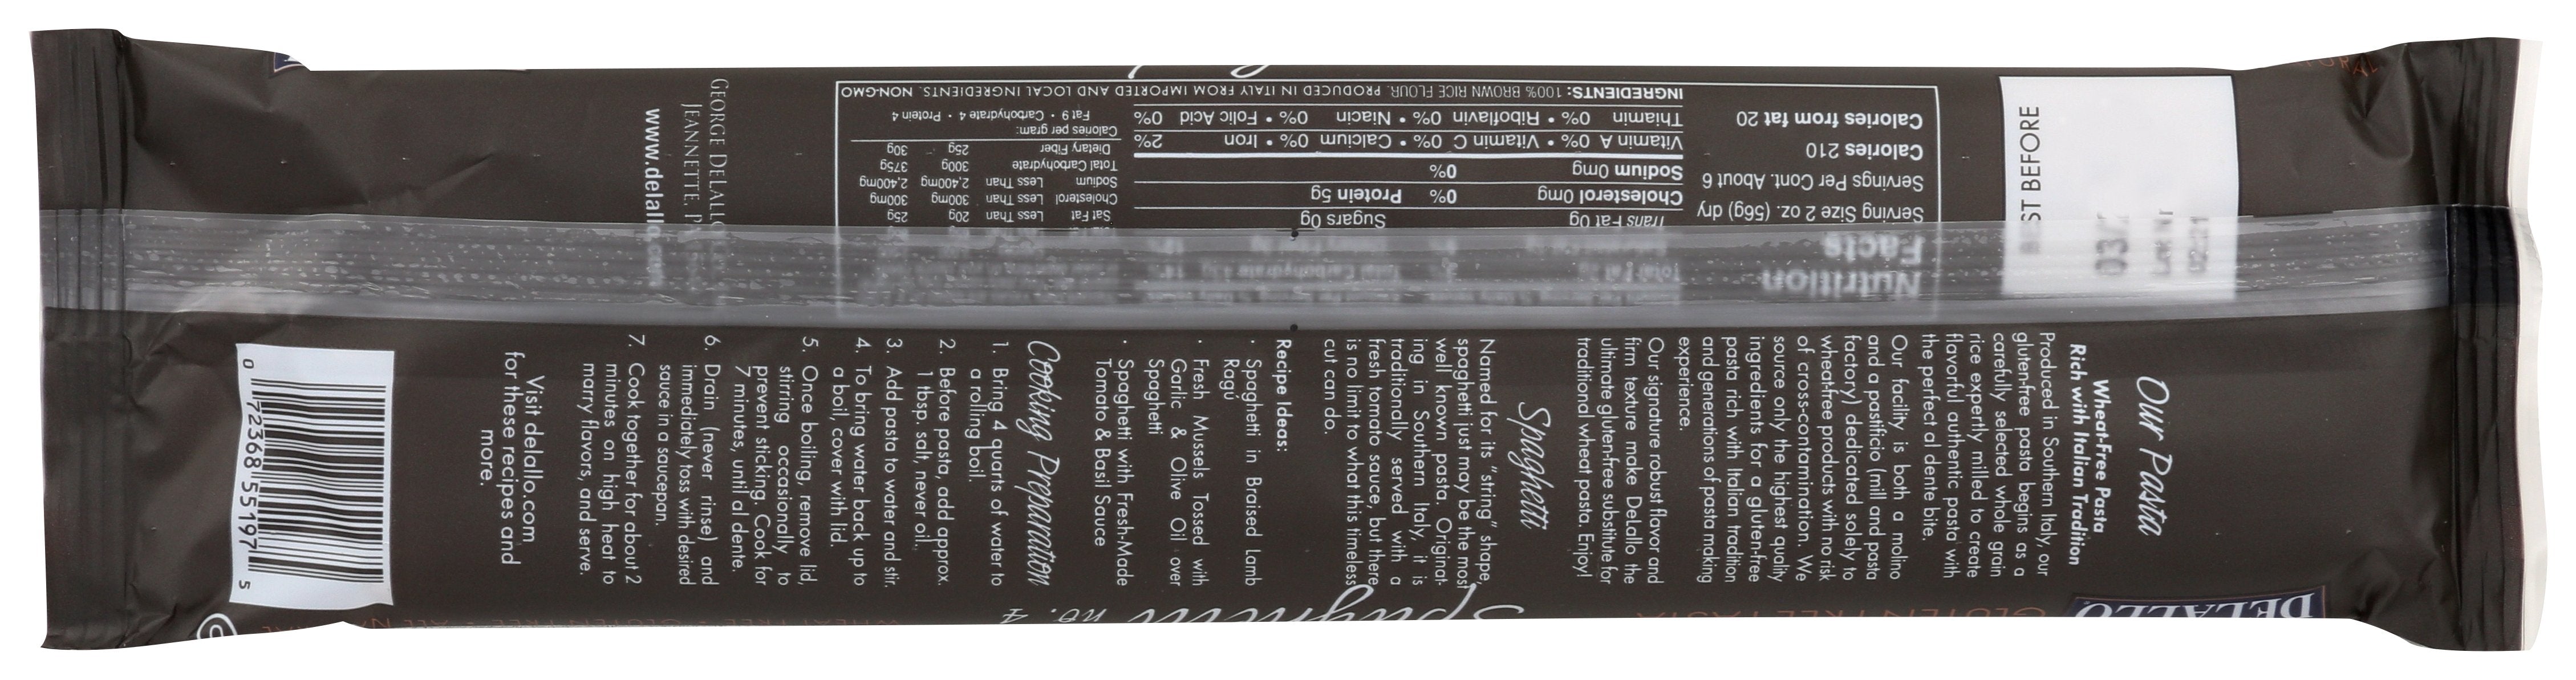 Our Pasta
Wheat-Free Pasta
Rich with Italian Tradition
Produced in Southern Italy, our
gluten-free pasta begins as a
carefully selected whole grain
rice expertly milled to create
flavorful authentic pasta with
the perfect al dente bite.
Our facility is both a molino
and a pastificio (mill and pasta
factory) dedicated solely to
wheat-free products with no risk
of cross-contamination. We
source only the highest quality
ingredients for a gluten-free
pasta rich with Italian tradition
and generations of pasta making
experience.
Our signature robust flavor and
firm texture make DeLallo the
ultimate gluten-free substitute for
traditional wheat pasta. Enjoy!
Spaghetti
Named for its "string" shape,
spaghetti just may be the most
well known pasta. Originat-
ing in Southern Italy, it is
traditionally served with a
fresh tomato sauce, but there
is no limit to what this timeless
cut can do.
Recipe Ideas:
• Spaghetti in Braised Lamb
Ragú
• Fresh Mussels Tossed with
Garlic & Olive Oil over
Spaghetti
• Spaghetti with Fresh-Made
Tomato & Basil Sauce
Cooking Preparation
1. Bring 4 quarts of water to
a rolling boil.
2. Before pasta, add approx.
1 tbsp. salt, never oil.
3. Add pasta to water and stir.
4. To bring water back up to
a boil, cover with lid.
5. Once boiling, remove lid,
stirring occasionally to
prevent sticking. Cook for
7 minutes, until al dente.
6. Drain (never rinse) and
immediately toss with desired
sauce in a saucepan.
7. Cook together for about 2
minutes on high heat to
marry flavors, and serve.
Visit delallo.com
for these recipes and
more.
0 72368 55197 5
Nutrition
Facts
Serving Size 2 oz. (56g) dry
Servings Per Cont. About 6
Calories 210
Calories from fat 20
Trans Fat 0g Sugars 0g
Cholesterol 0mg 0% Protein 5g
Sodium 0mg 0%
Vitamin A 0% • Vitamin C 0% • Calcium 0% • Iron 2%
Thiamin 0% • Riboflavin 0% • Niacin 0% • Folic Acid 0%
Sat Fat Less Than 20g 25g
Cholesterol Less Than 300mg 300mg
Sodium Less Than 2,400mg 2,400mg
Total Carbohydrate 300g 375g
Dietary Fiber 25g 30g
Calories per gram:
Fat 9 • Carbohydrate 4 • Protein 4
INGREDIENTS: 100% BROWN RICE FLOUR. PRODUCED IN ITALY FROM IMPORTED AND LOCAL INGREDIENTS. NON-GMO
GEORGE DELALLO
JEANNETTE, P
www.delallo
ST BEFORE
DELALLO
GLUTEN FREE PASTA
Spaghetti no. 4